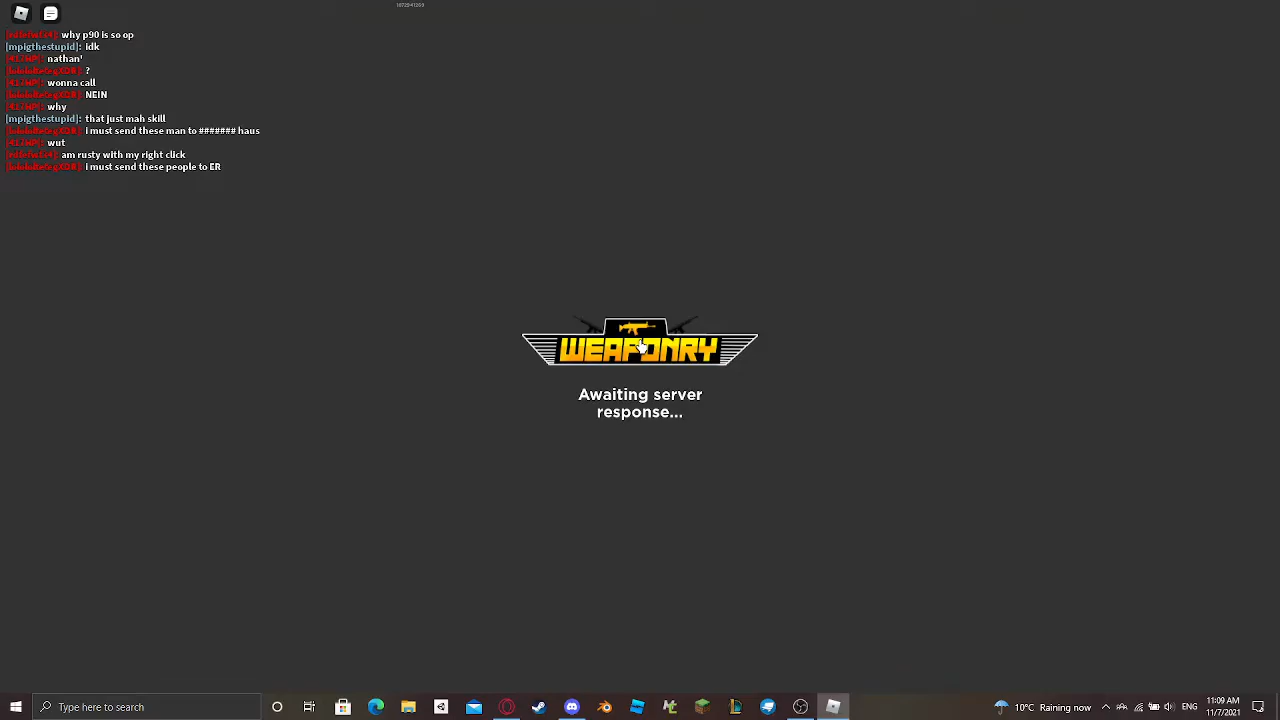 why p90 is so op
[mpigthestupid]: idk
nathan!
?
wonna call
NEIN
why
[mpigthestupid]: that just mah skill
I must send these man to ####### haus
wut
am rusty with my right click
I must send these people to ER
WEAPONRY
Awaiting server
response...
Type here to search
10°C Raining now
ENG
11:09 AM
11/7/2021